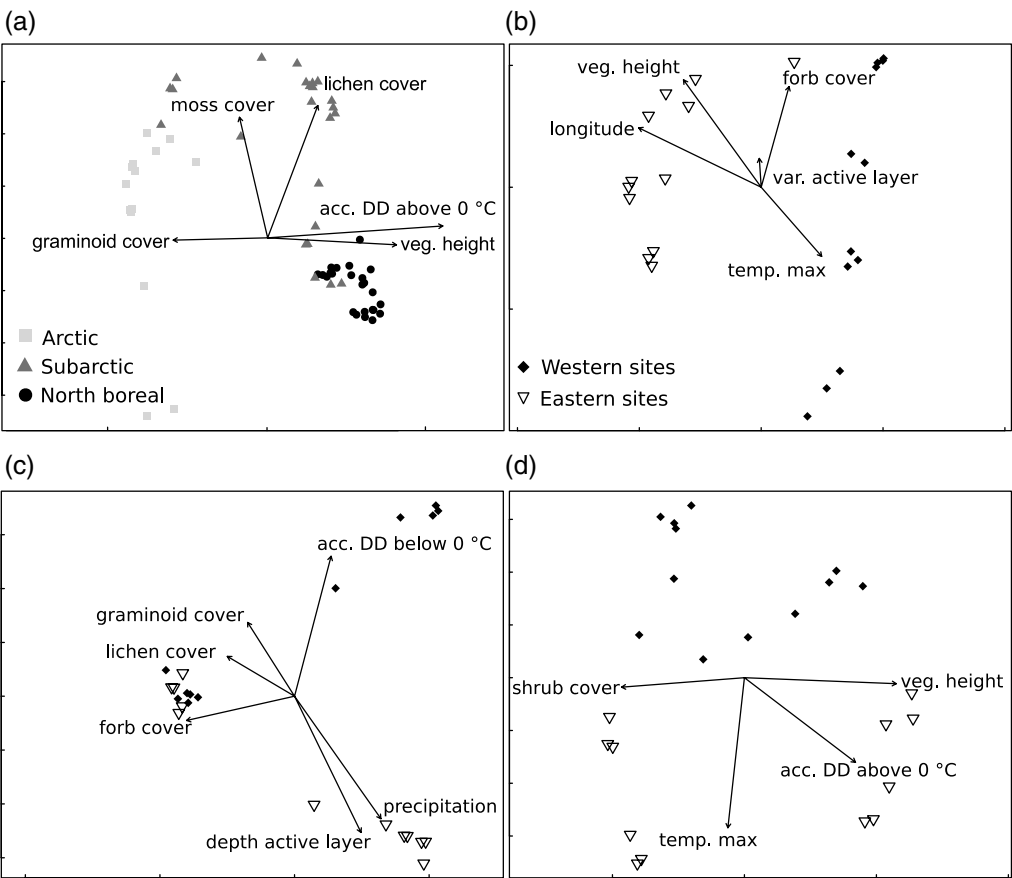 (a)
lichen cover
moss cover
acc. DD above 0 °C
graminoid cover
veg. height
Arctic
Subarctic
North boreal
(b)
veg. height
forb cover
longitude
var. active layer
temp. max
Western sites
Eastern sites
(c)
acc. DD below 0 °C
graminoid cover
lichen cover
forb cover
precipitation
depth active layer
(d)
shrub cover
veg. height
acc. DD above 0 °C
temp. max